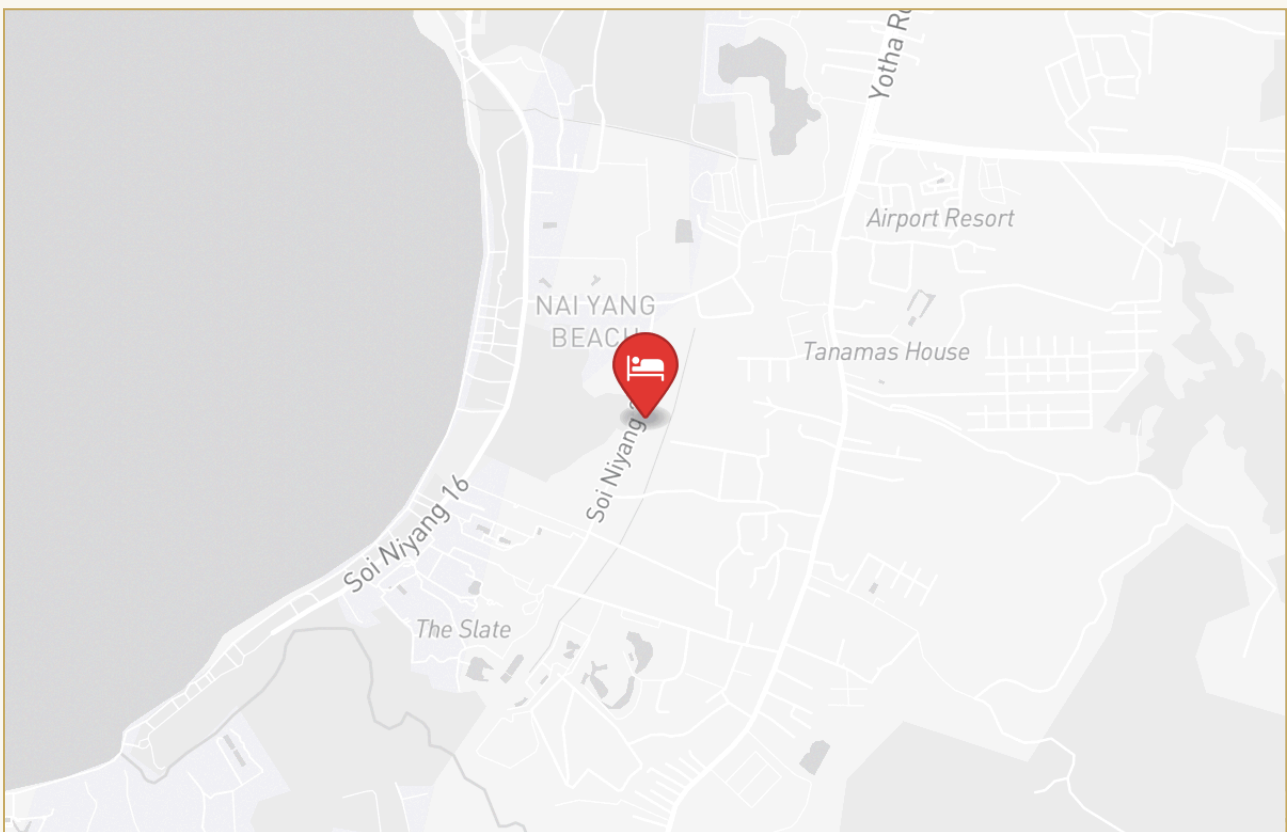 Yotha
Airport Resort
NAI YANG
BEACH
Tanamas House
Soi Niyang
Soi Niyang 16
The Slate